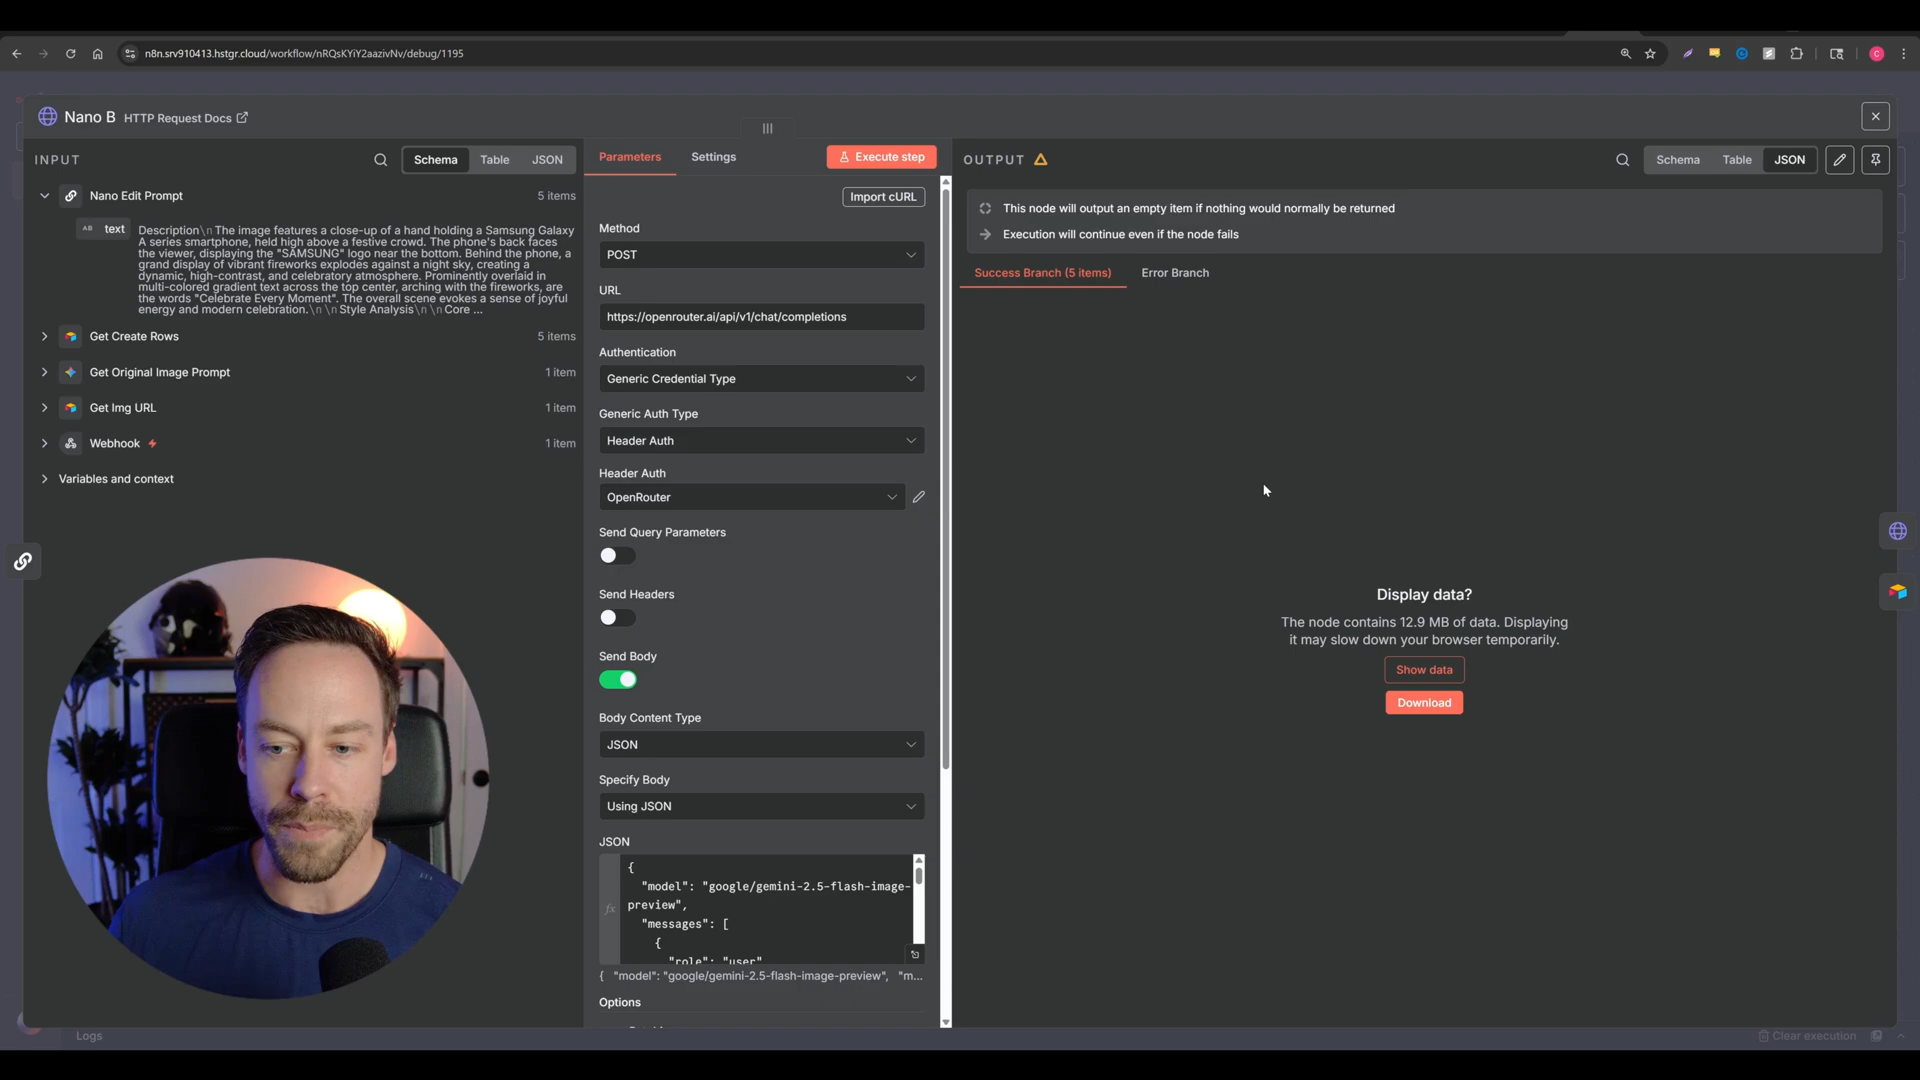 n8n.srv910413.hstgr.cloud/workflow/nRQsKYiY2aazivNv/debug/1195
C
Nano B
HTTP Request Docs
INPUT
Schema
Table
JSON
Nano Edit Prompt
5 items
AB
text
Description\n The image features a close-up of a hand holding a Samsung Galaxy
A series smartphone, held high above a festive crowd. The phone's back faces
the viewer, displaying the "SAMSUNG" logo near the bottom. Behind the phone, a
grand display of vibrant fireworks explodes against a night sky, creating a
dynamic, high-contrast, and celebratory atmosphere. Prominently overlaid in
multi-colored gradient text across the top center, arching with the fireworks, are
the words "Celebrate Every Moment". The overall scene evokes a sense of joyful
energy and modern celebration.\n \n Style Analysis\n \n Core ...
Get Create Rows
5 items
Get Original Image Prompt
1 item
Get Img URL
1 item
Webhook
1 item
Variables and context
Parameters
Settings
Execute step
Import cURL
Method
POST
URL
https://openrouter.ai/api/v1/chat/completions
Authentication
Generic Credential Type
Generic Auth Type
Header Auth
Header Auth
OpenRouter
Send Query Parameters
Send Headers
Send Body
Body Content Type
JSON
Specify Body
Using JSON
JSON
fx
{
"model": "google/gemini-2.5-flash-image-
preview",
"messages": [
{
"role": "user"
{ "model": "google/gemini-2.5-flash-image-preview", "m...
Options
OUTPUT
Schema
Table
JSON
This node will output an empty item if nothing would normally be returned
Execution will continue even if the node fails
Success Branch (5 items)
Error Branch
Display data?
The node contains 12.9 MB of data. Displaying
it may slow down your browser temporarily.
Show data
Download
Logs
Clear execution